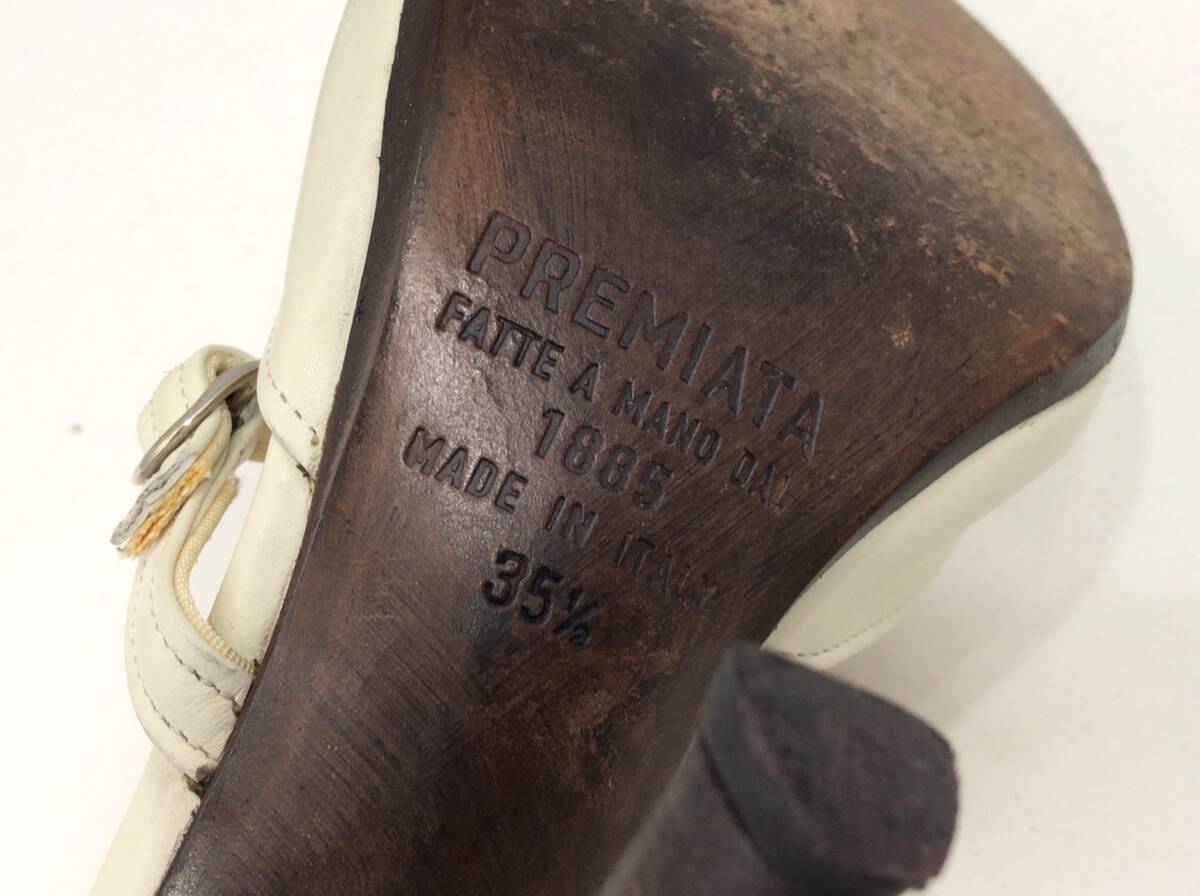 PREMIATA
FATTE A MANO DAL
1885
MADE IN ITALY
35½